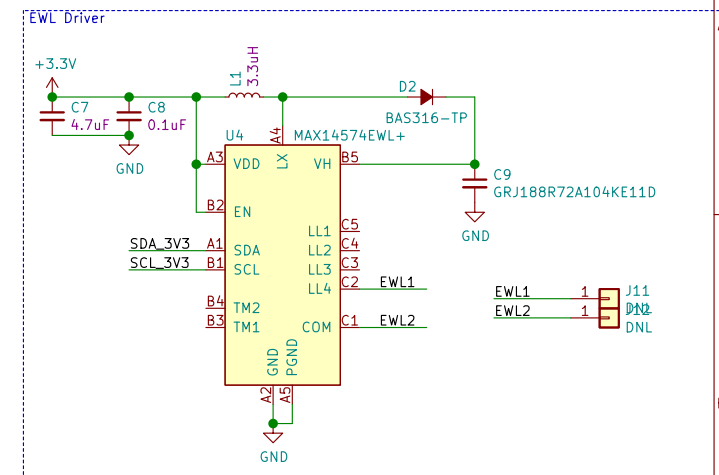 EWL Driver
+3.3V
L1
3.3uH
D2
BAS316-TP
C7
4.7uF
C8
0.1uF
GND
U4
MAX14574EWL+
A4
LX
A3
VDD
VH
B5
B2
EN
C9
GRJ188R72A104KE11D
GND
LL1
C5
SDA_3V3
A1
SDA
LL2
C4
SCL_3V3
B1
SCL
LL3
C3
LL4
C2
EWL1
B4
TM2
B3
TM1
COM
C1
EWL2
EWL1
1
J11
DNL
EWL2
1
J12
DNL
GND
PGND
A2
A5
GND